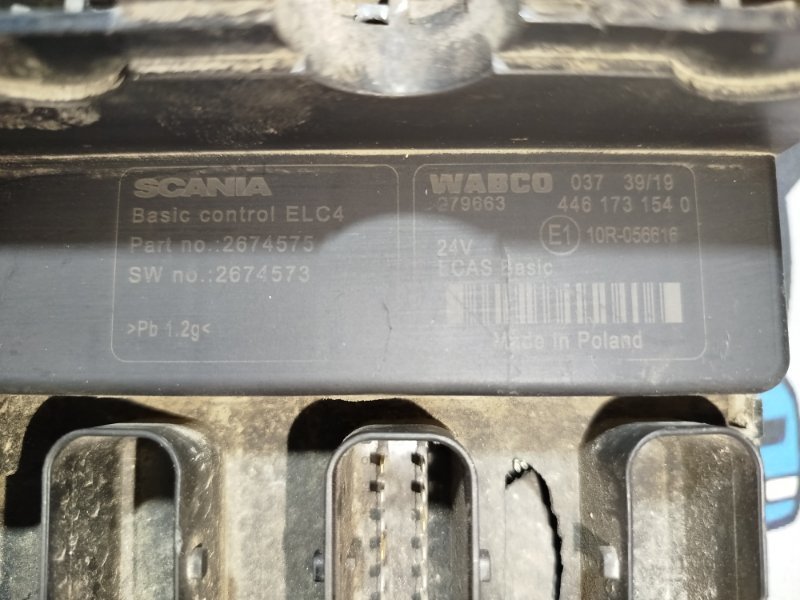 SCANIA
Basic control ELC4
Part no.:2674575
SW no.:2674573
>Pb 1.2g<
WABCO 037 39/19
279663 446 173 154 0
24V E1 10R-056616
ECAS Basic
Made in Poland